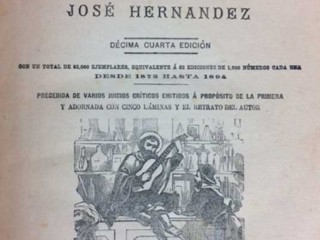 JOSÉ HERNANDEZ
DÉCIMA CUARTA EDICIÓN
CON UN TOTAL DE 62,000 EJEMPLARES, EQUIVALENTE Á 62 EDICIONES DE 1,000 NÚMEROS CADA UNA
DESDE 1872 HASTA 1894
PRECEDIDA DE VARIOS JUICIOS CRÍTICOS EMITIDOS Á PROPÓSITO DE LA PRIMERA
Y ADORNADA CON CINCO LÁMINAS Y EL RETRATO DEL AUTOR.